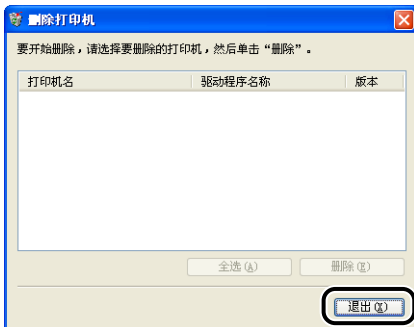 删除打印机
要开始删除，请选择要删除的打印机，然后单击“删除”。
打印机名 驱动程序名称 版本
全选(A) 删除(E)
退出(X)